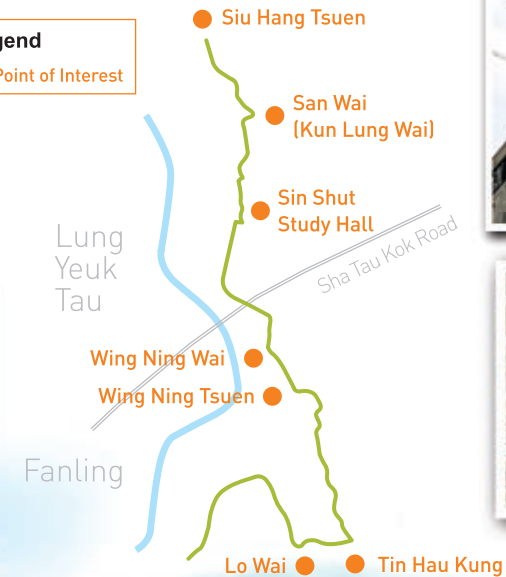 Siu Hang Tsuen
Point of Interest
San Wai
(Kun Lung Wai)
Sin Shut
Study Hall
Sha Tau Kok Road
Lung
Yeuk
Tau
Wing Ning Wai
Wing Ning Tsuen
Fanling
Lo Wai
Tin Hau Kung